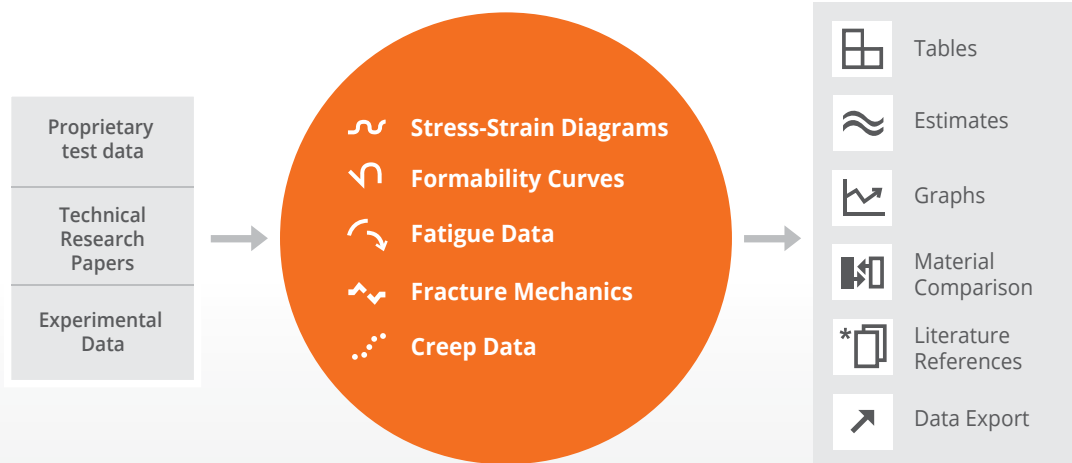 Proprietary
test data
Technical
Research
Papers
Experimental
Data
Stress-Strain Diagrams
Formability Curves
Fatigue Data
Fracture Mechanics
Creep Data
Tables
Estimates
Graphs
Material
Comparison
*
Literature
References
Data Export